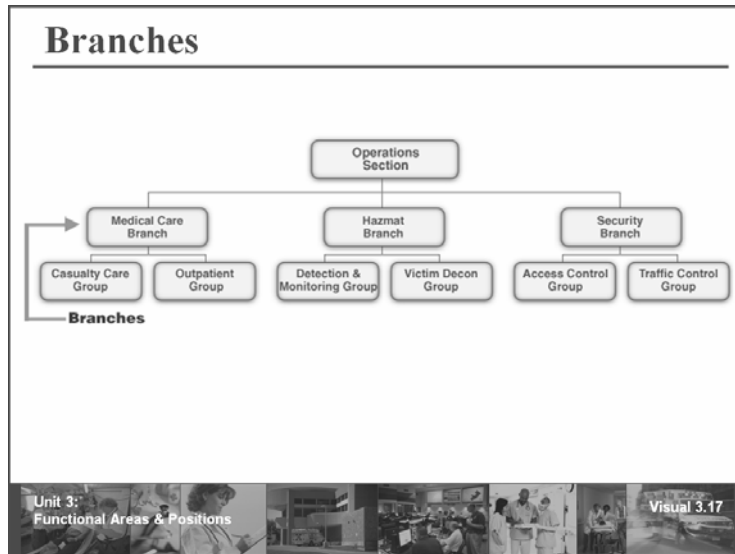 Branches
Operations
Section
Medical Care
Branch
Hazmat
Branch
Security
Branch
Casualty Care
Group
Outpatient
Group
Detection &
Monitoring Group
Victim Decon
Group
Access Control
Group
Traffic Control
Group
Branches
Unit 3:
Functional Areas & Positions
Visual 3.17